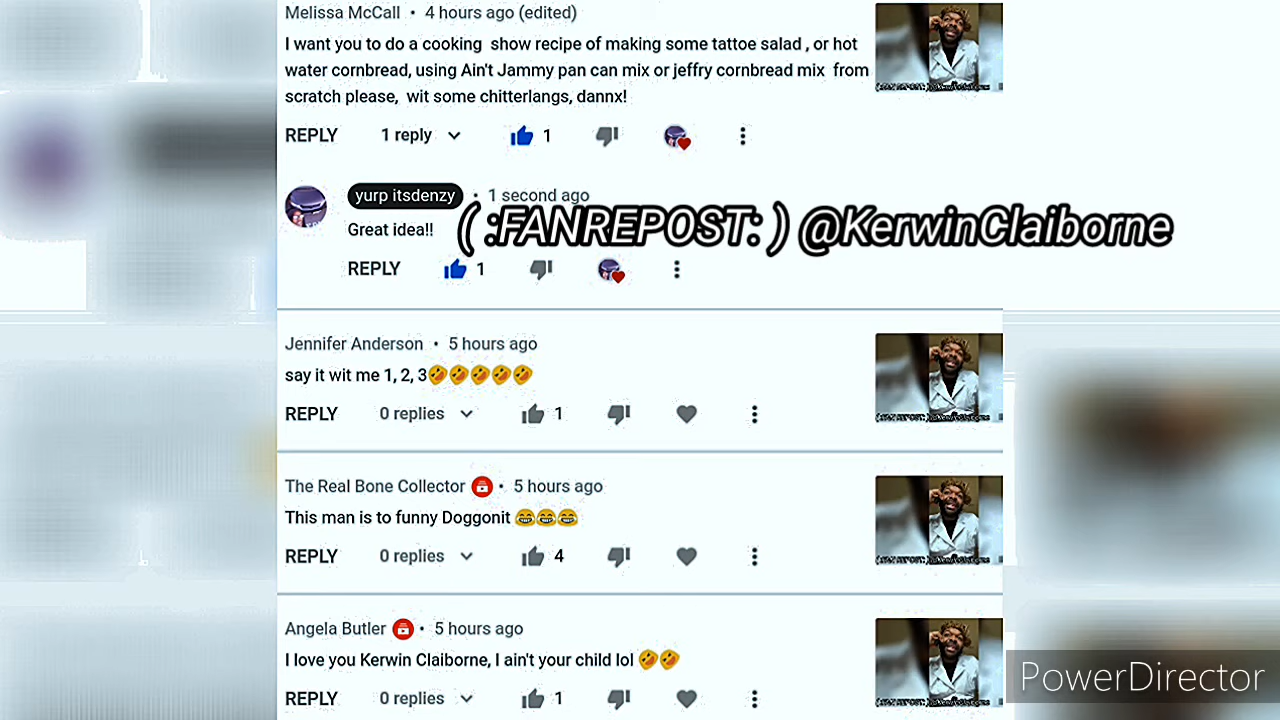 Melissa McCall • 4 hours ago (edited)
I want you to do a cooking show recipe of making some tattoe salad , or hot
water cornbread, using Ain't Jammy pan can mix or jeffry cornbread mix from
scratch please, wit some chitterlangs, dannx!
REPLY 1 reply 1
yurp itsdenzy • 1 second ago
Great idea!!
( :FANREPOST: ) @KerwinClaiborne
REPLY 1
Jennifer Anderson • 5 hours ago
say it wit me 1, 2, 3🤣🤣🤣🤣🤣
REPLY 0 replies 1
The Real Bone Collector • 5 hours ago
This man is to funny Doggonit 😂😂😂
REPLY 0 replies 4
Angela Butler • 5 hours ago
I love you Kerwin Claiborne, I ain't your child lol 🤣🤣
REPLY 0 replies 1
PowerDirector